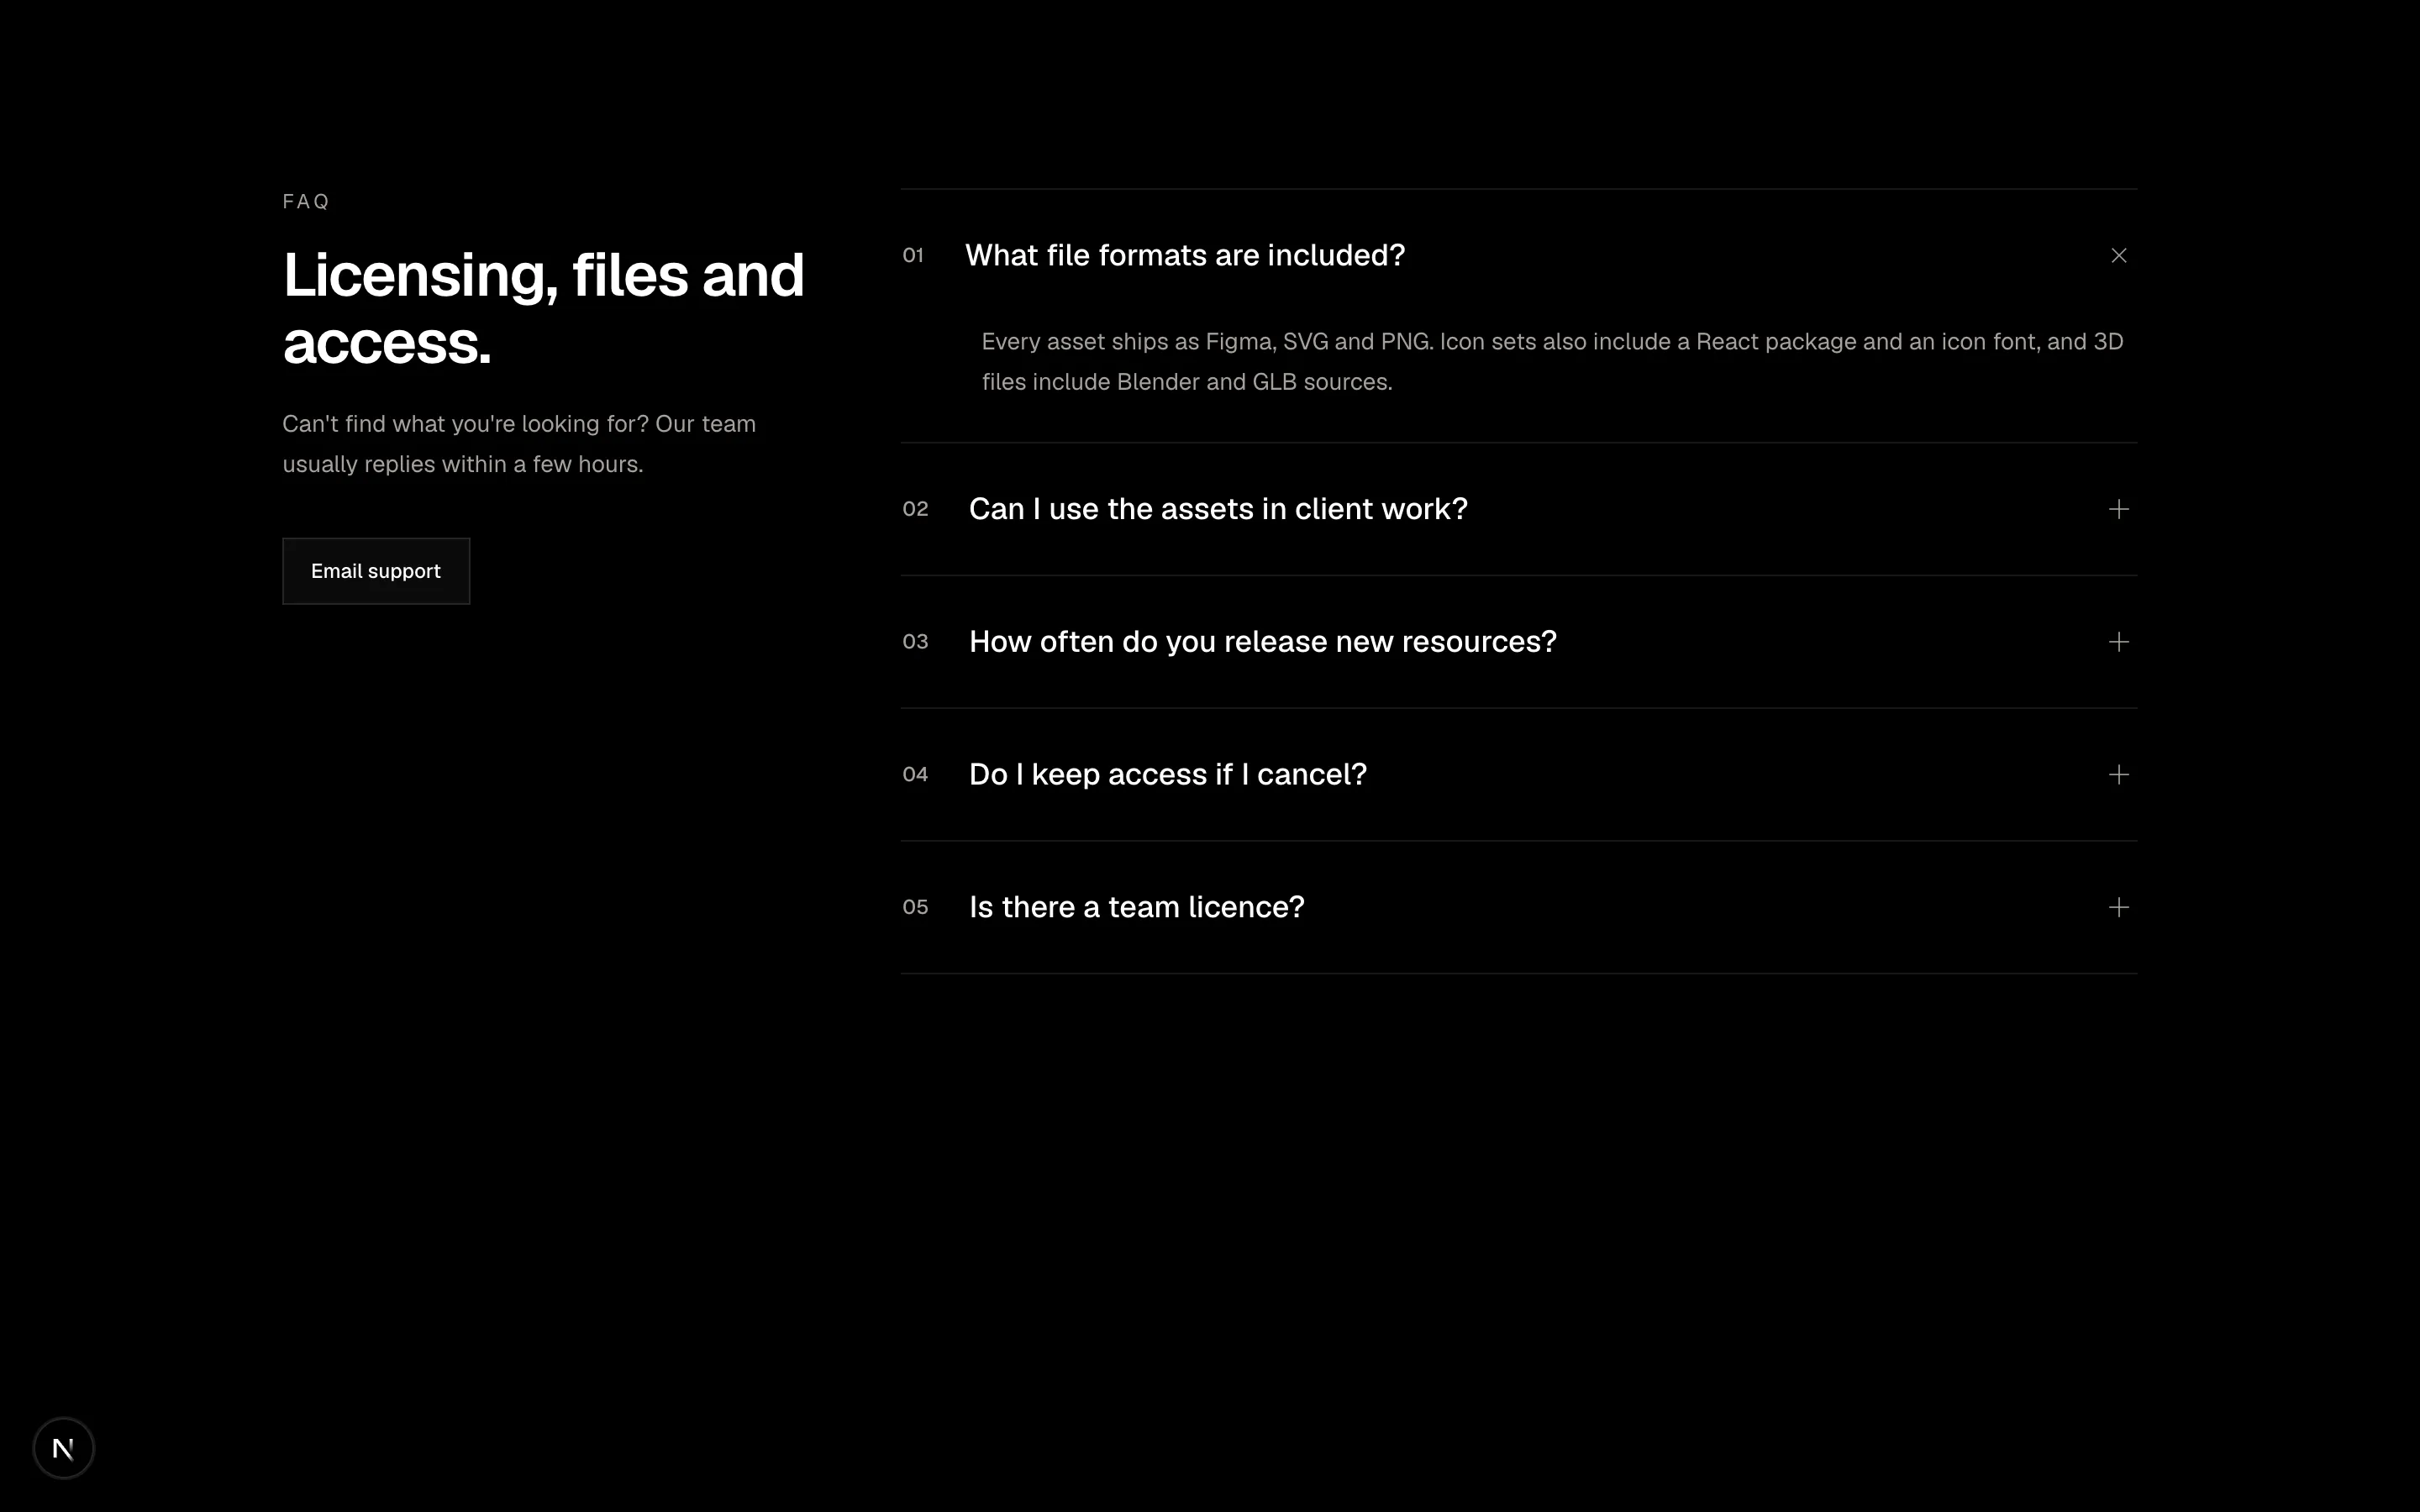 FAQ
Licensing, files and
access.
Can't find what you're looking for? Our team
usually replies within a few hours.
Email support
01 What file formats are included?
Every asset ships as Figma, SVG and PNG. Icon sets also include a React package and an icon font, and 3D
files include Blender and GLB sources.
02 Can I use the assets in client work?
03 How often do you release new resources?
04 Do I keep access if I cancel?
05 Is there a team licence?
N